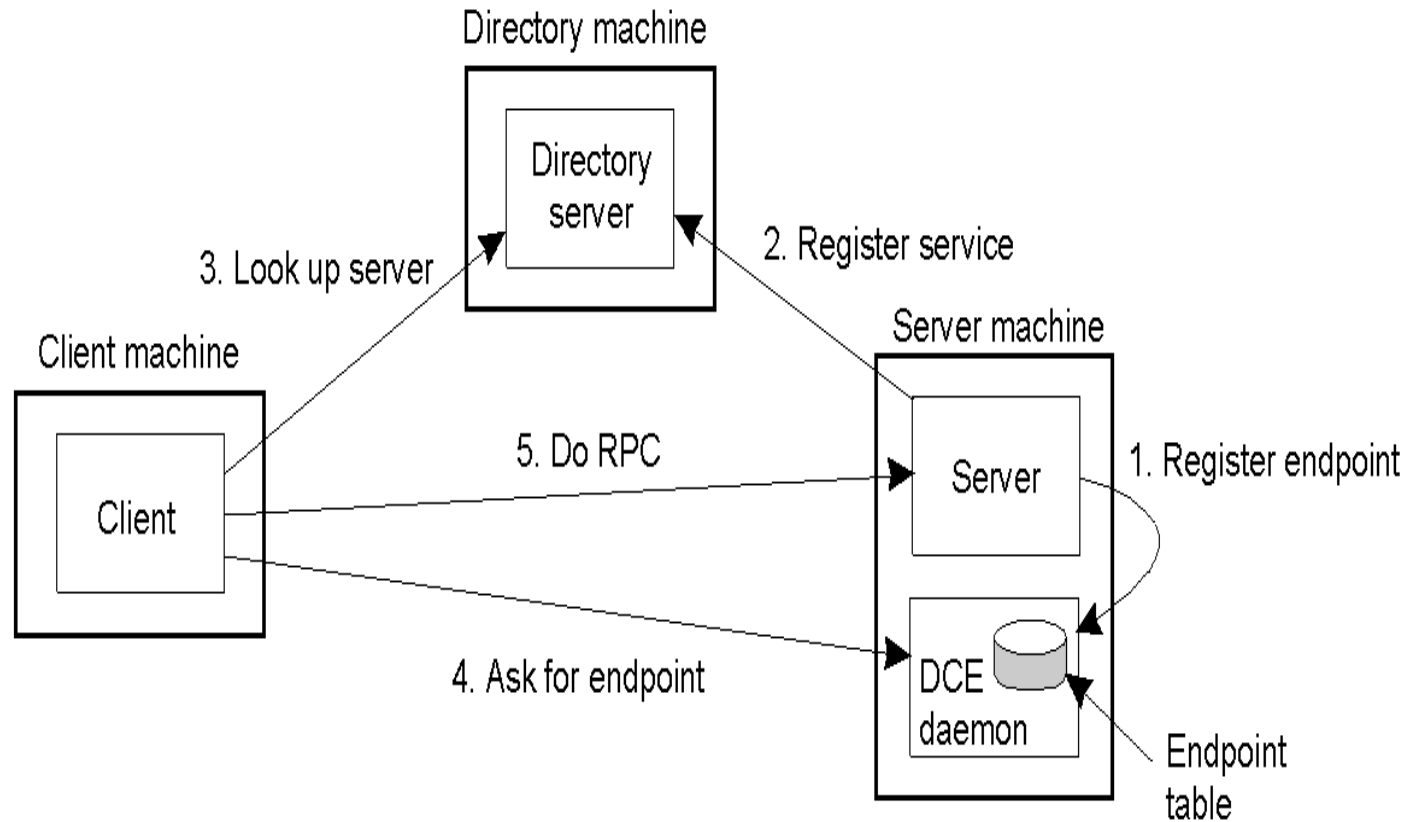 Directory machine
Directory
server
3. Look up server
2. Register service
Client machine
Server machine
Client
5. Do RPC
Server
1. Register endpoint
4. Ask for endpoint
DCE
daemon
Endpoint
table